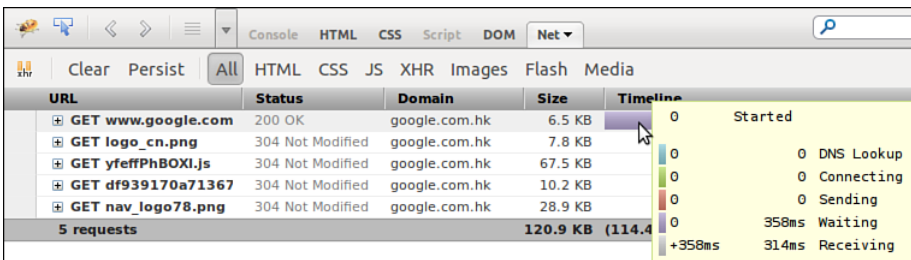 Console HTML CSS Script DOM Net
xhr Clear Persist All HTML CSS JS XHR Images Flash Media
URL Status Domain Size Timeline
GET www.google.com 200 OK google.com.hk 6.5 KB
GET logo_cn.png 304 Not Modified google.com.hk 7.8 KB
GET yfeffPhBOXI.js 304 Not Modified google.com.hk 67.5 KB
GET df939170a71367 304 Not Modified google.com.hk 10.2 KB
GET nav_logo78.png 304 Not Modified google.com.hk 28.9 KB
5 requests 120.9 KB (114.4
0 Started
0 0 DNS Lookup
0 0 Connecting
0 0 Sending
0 358ms Waiting
+358ms 314ms Receiving